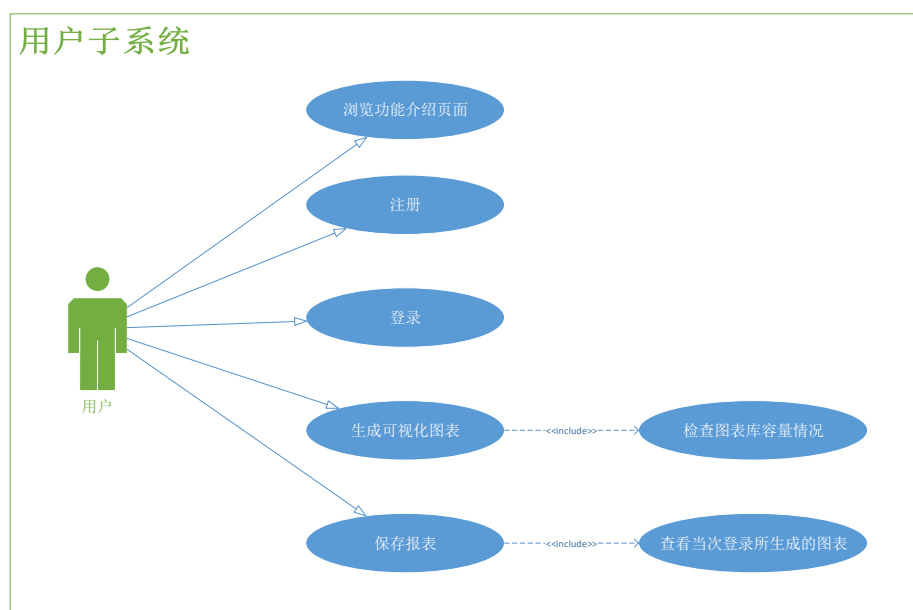 用户子系统
浏览功能介绍页面
注册
登录
用户
生成可视化图表
<<include>>
检查图表库容量情况
保存报表
<<include>>
查看当次登录所生成的图表